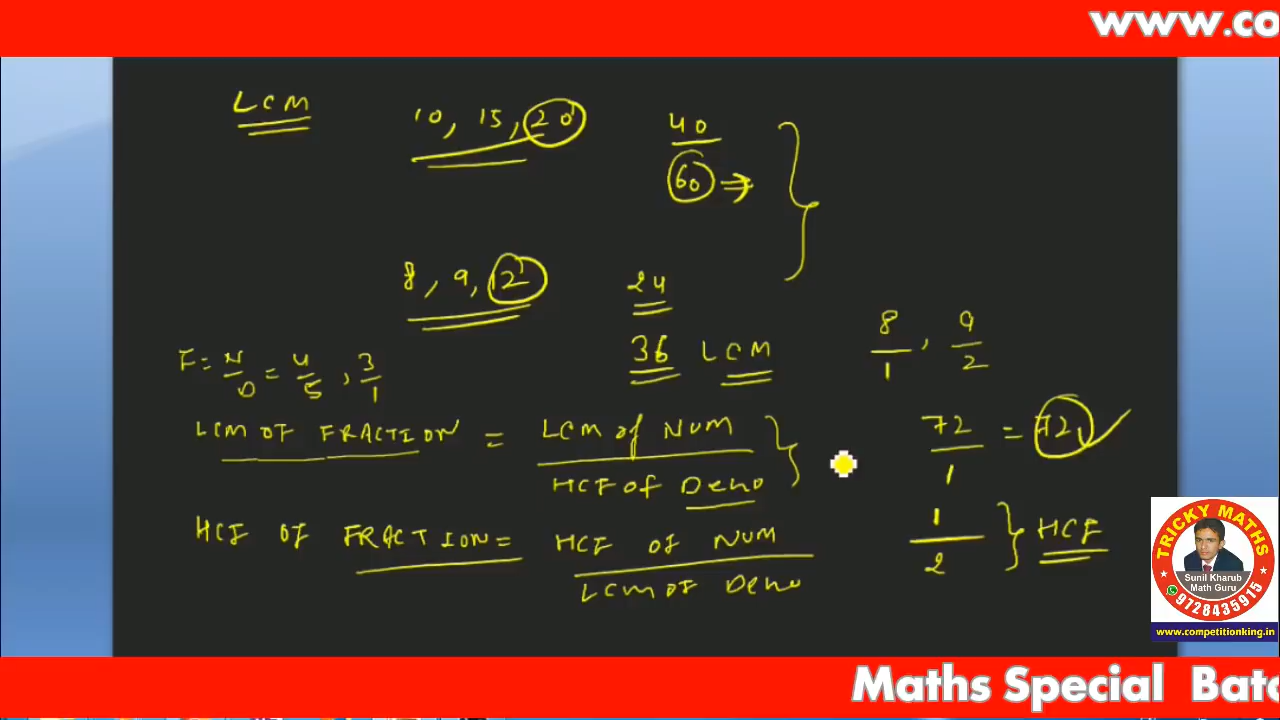 www.co
LCM 10, 15, 20 40
60 ⇒
8, 9, 12 24
36 LCM
8/1, 9/2
F = N/D = 4/5, 3/1
LCM OF FRACTION = LCM of NUM / HCF of Deno
72/1 = 72
HCF OF FRACTION = HCF OF NUM / LCM OF Deno
1/2 } HCF
TRICKY MATHS
Sunil Kharub
Math Guru
9728435915
www.competitionking.in
Maths Special Batc